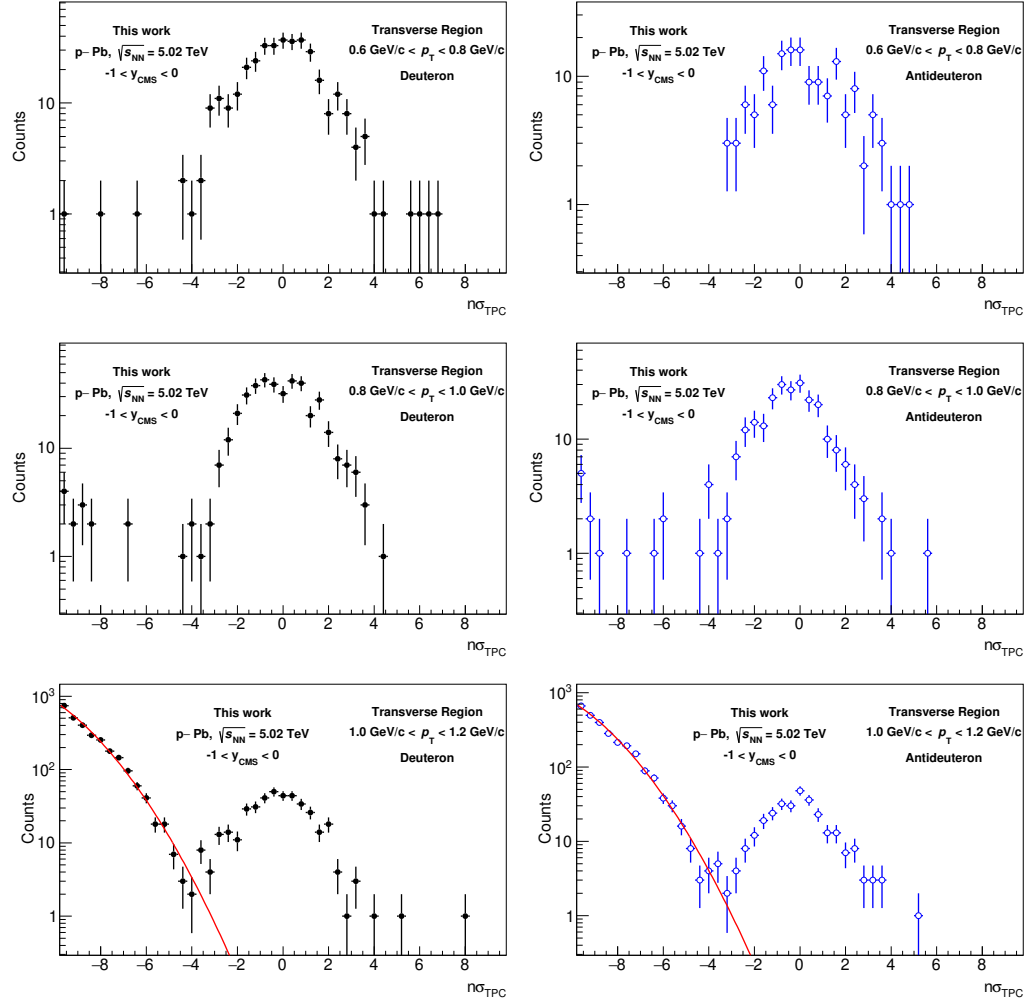 This work
p– Pb, √sNN = 5.02 TeV
-1 < yCMS < 0
Transverse Region
0.6 GeV/c < pT < 0.8 GeV/c
Deuteron
Counts
10
1
−8 −6 −4 −2 0 2 4 6 8
nσTPC
This work
p– Pb, √sNN = 5.02 TeV
-1 < yCMS < 0
Transverse Region
0.6 GeV/c < pT < 0.8 GeV/c
Antideuteron
Counts
10
1
−8 −6 −4 −2 0 2 4 6 8
nσTPC
This work
p– Pb, √sNN = 5.02 TeV
-1 < yCMS < 0
Transverse Region
0.8 GeV/c < pT < 1.0 GeV/c
Deuteron
Counts
10
1
−8 −6 −4 −2 0 2 4 6 8
nσTPC
This work
p– Pb, √sNN = 5.02 TeV
-1 < yCMS < 0
Transverse Region
0.8 GeV/c < pT < 1.0 GeV/c
Antideuteron
Counts
10
1
−8 −6 −4 −2 0 2 4 6 8
nσTPC
This work
p– Pb, √sNN = 5.02 TeV
-1 < yCMS < 0
Transverse Region
1.0 GeV/c < pT < 1.2 GeV/c
Deuteron
Counts
10³
10²
10
1
−8 −6 −4 −2 0 2 4 6 8
nσTPC
This work
p– Pb, √sNN = 5.02 TeV
-1 < yCMS < 0
Transverse Region
1.0 GeV/c < pT < 1.2 GeV/c
Antideuteron
Counts
10³
10²
10
1
−8 −6 −4 −2 0 2 4 6 8
nσTPC